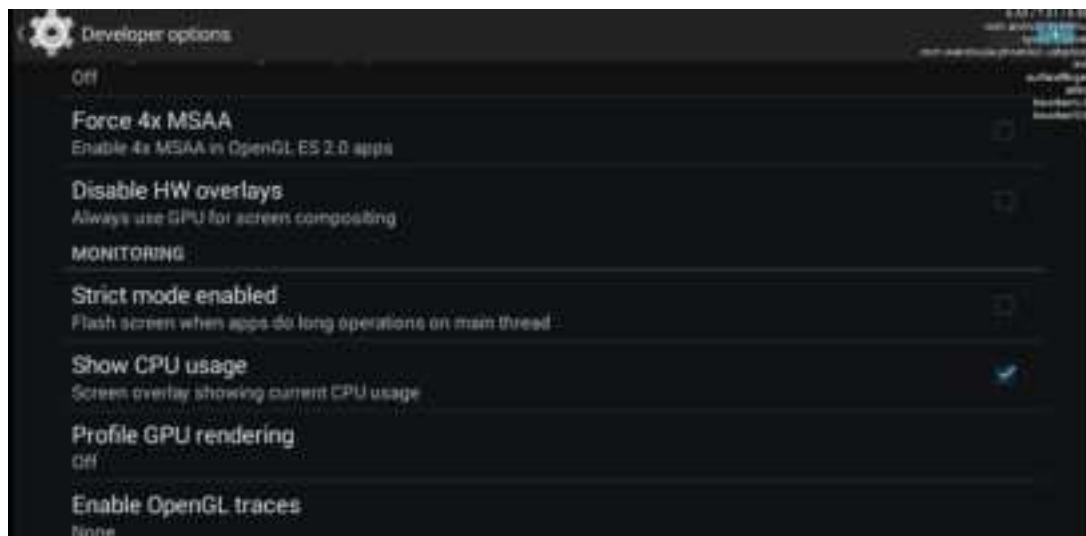 Developer options
Off
Force 4x MSAA
Enable 4x MSAA in OpenGL ES 2.0 apps
Disable HW overlays
Always use GPU for screen compositing
MONITORING
Strict mode enabled
Flash screen when apps do long operations on main thread
Show CPU usage
Screen overlay showing current CPU usage
Profile GPU rendering
Off
Enable OpenGL traces
None